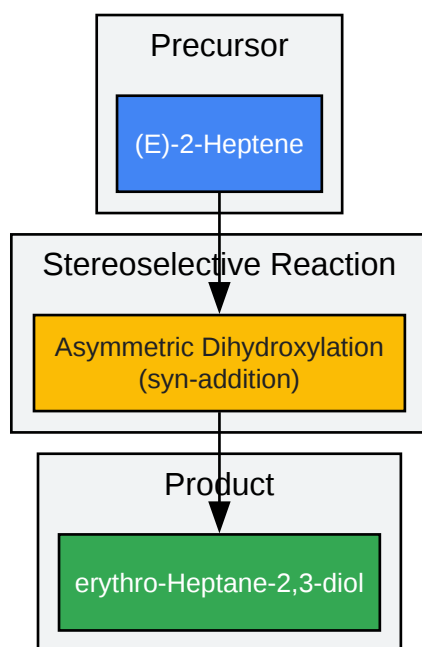 Precursor
(E)-2-Heptene
Stereoselective Reaction
Asymmetric Dihydroxylation
(syn-addition)
Product
erythro-Heptane-2,3-diol